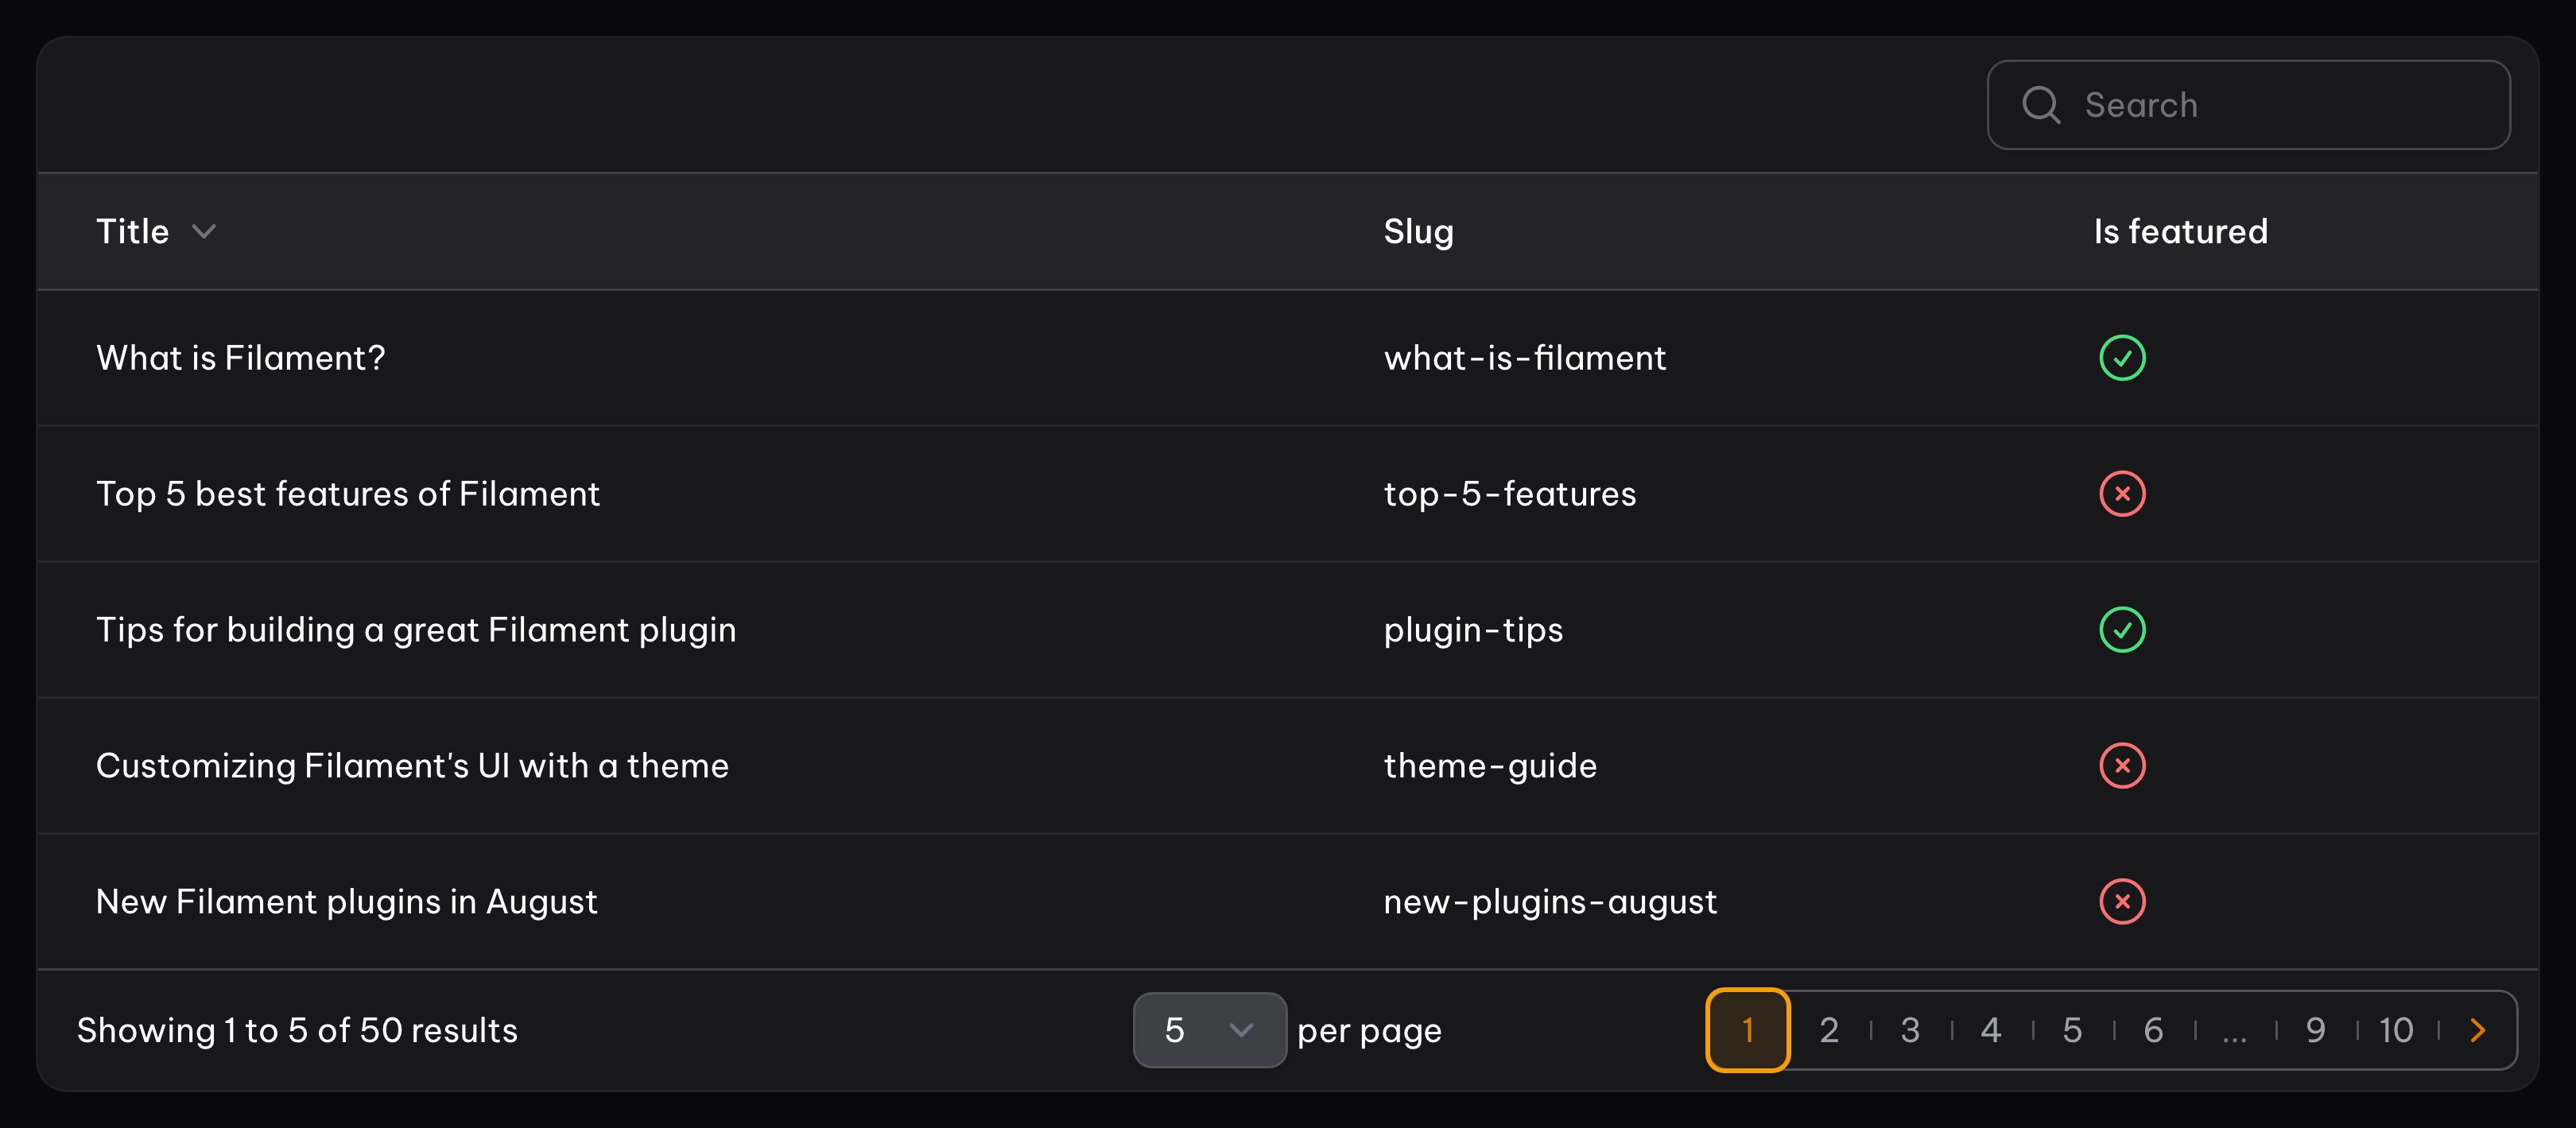 Search
Title Slug Is featured
What is Filament? what-is-filament
Top 5 best features of Filament top-5-features
Tips for building a great Filament plugin plugin-tips
Customizing Filament's UI with a theme theme-guide
New Filament plugins in August new-plugins-august
Showing 1 to 5 of 50 results 5 per page 1 2 3 4 5 6 ... 9 10